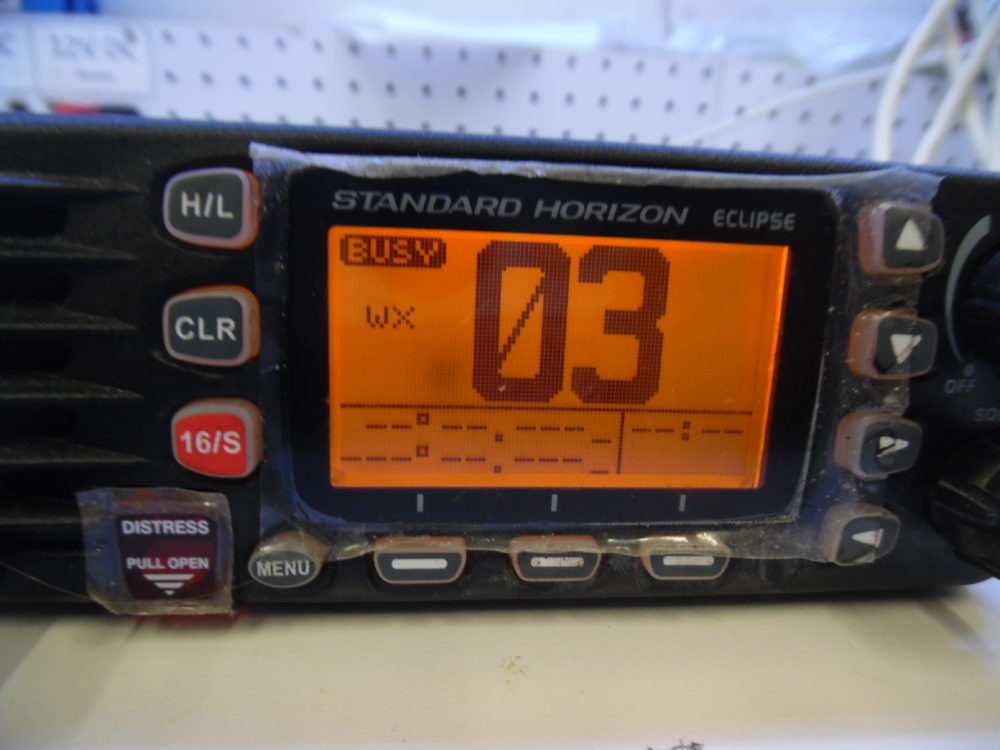 STANDARD HORIZON ECLIPSE
H/L
BUSY
03
WX
CLR
16/S
OFF
DISTRESS
PULL OPEN
MENU